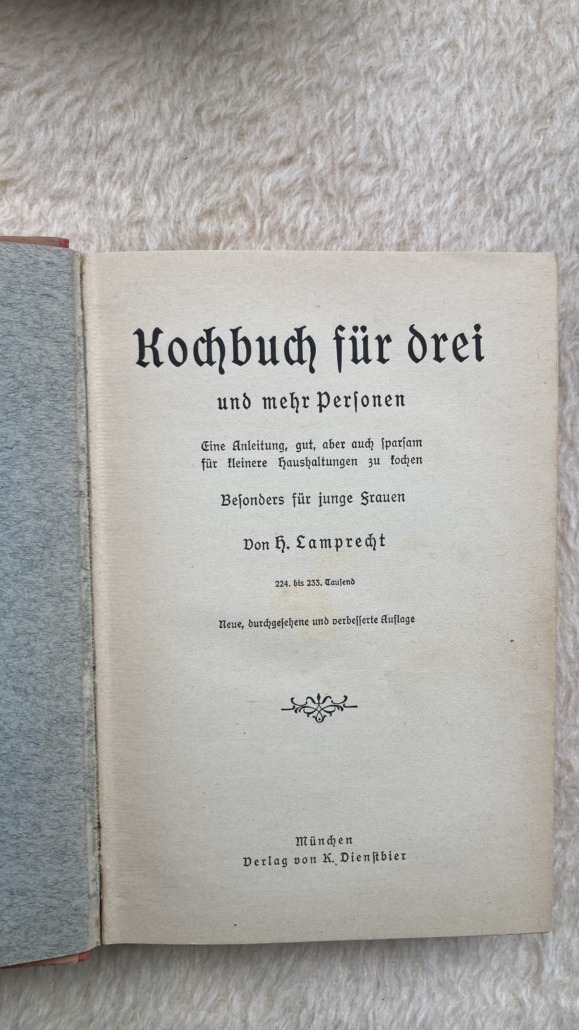 Kochbuch für drei
und mehr Personen
Eine Anleitung, gut, aber auch sparsam
für kleinere Haushaltungen zu kochen
Besonders für junge Frauen
Von H. Lamprecht
224. bis 233. Tausend
Neue, durchgesehene und verbesserte Auflage
München
Verlag von K. Dienstbier